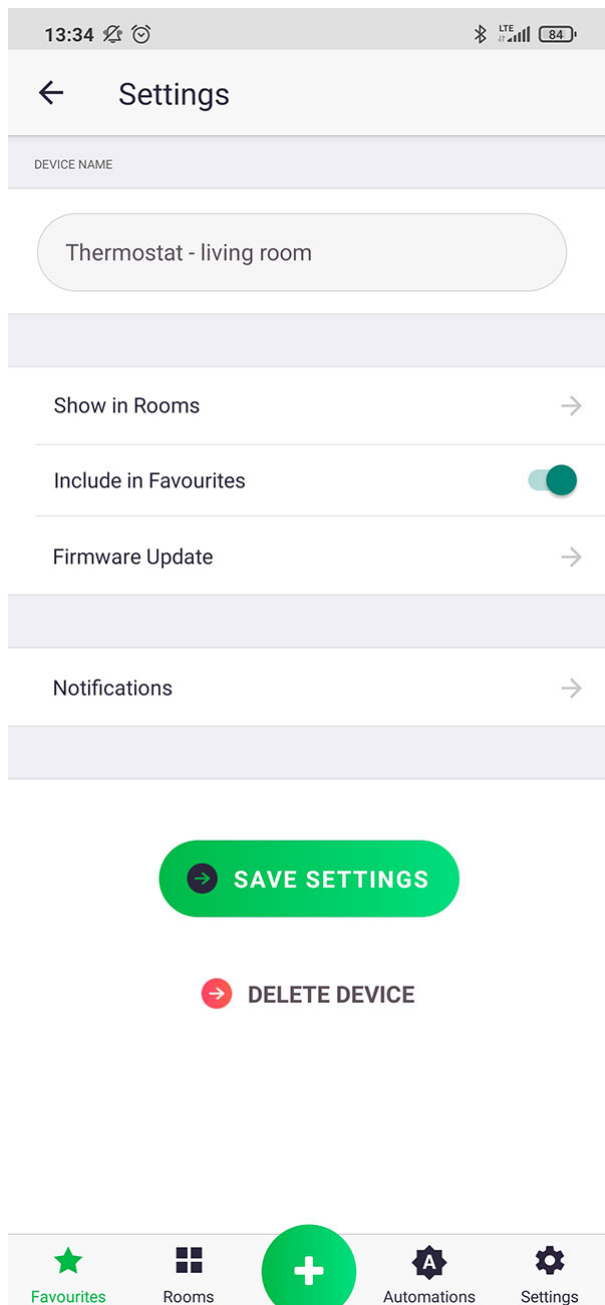 13:34 LTE 84
Settings
DEVICE NAME
Thermostat - living room
Show in Rooms
Include in Favourites
Firmware Update
Notifications
SAVE SETTINGS
DELETE DEVICE
A
Favourites Rooms Automations Settings